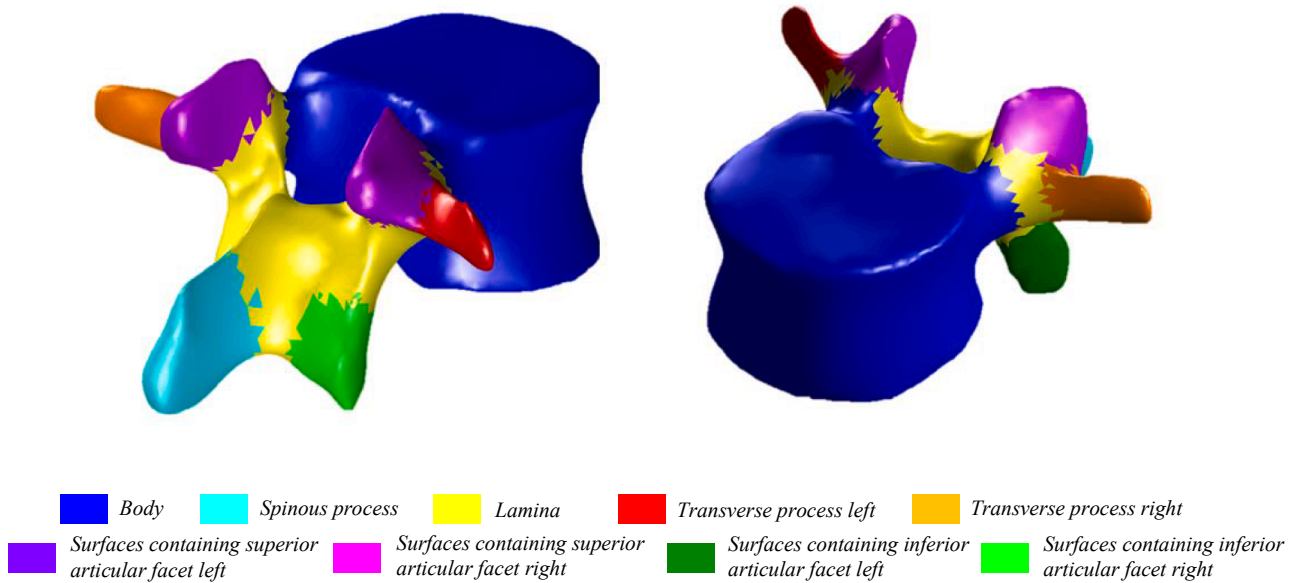 Body
Spinous process
Lamina
Transverse process left
Transverse process right
Surfaces containing superior
articular facet left
Surfaces containing superior
articular facet right
Surfaces containing inferior
articular facet left
Surfaces containing inferior
articular facet right